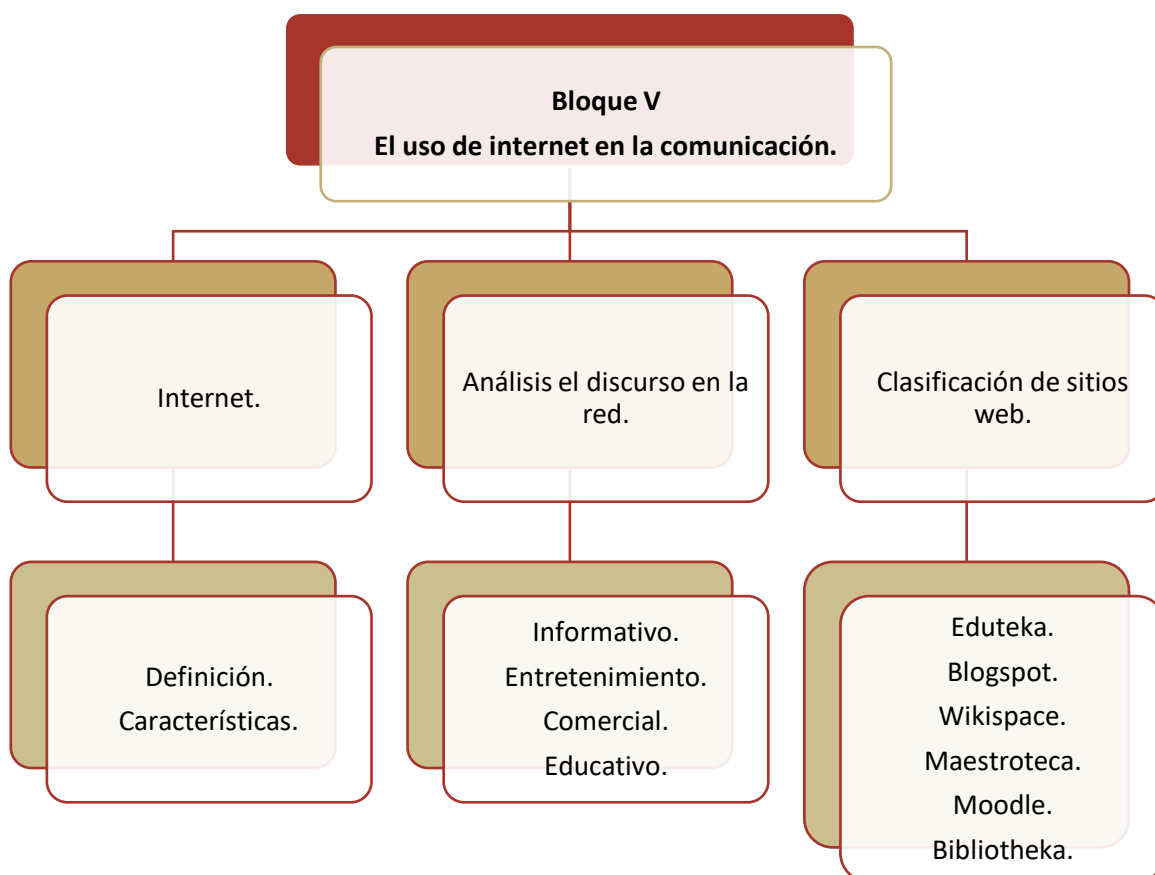 Bloque V
El uso de internet en la comunicación.
Internet.
Análisis el discurso en la
red.
Clasificación de sitios
web.
Definición.
Característícas.
Informativo.
Entretenimiento.
Comercial.
Educativo.
Eduteka.
Blogspot.
Wikispace.
Maestroteca.
Moodle.
Bibliotheka.